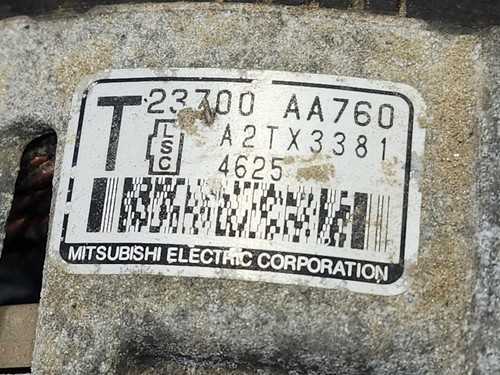 T 23700 AA760
LSC A2TX3381
4625
MITSUBISHI ELECTRIC CORPORATION